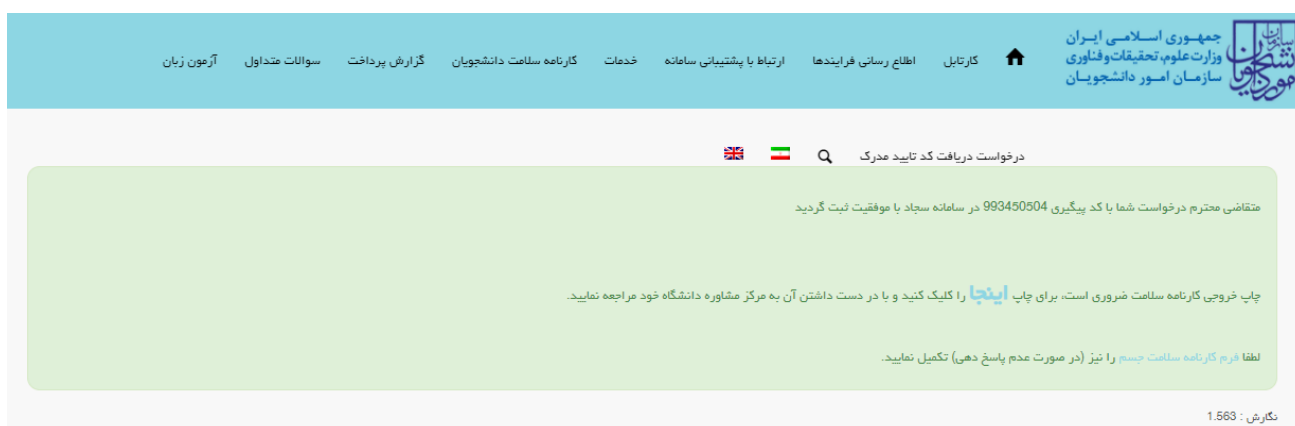 جمهوری اسلامی ایران
وزارت علوم، تحقیقات و فناوری
سازمان امور دانشجویان
کارتابل اطلاع رسانی فرایندها ارتباط با پشتیبانی سامانه خدمات کارنامه سلامت دانشجویان گزارش پرداخت سوالات متداول آزمون زبان
درخواست دریافت کد تایید مدرک
متقاضی محترم درخواست شما با کد پیگیری 993450504 در سامانه سجاد با موفقیت ثبت گردید
چاپ خروجی کارنامه سلامت ضروری است، برای چاپ اینجا را کلیک کنید و با در دست داشتن آن به مرکز مشاوره دانشگاه خود مراجعه نمایید.
لطفا فرم کارنامه سلامت جسم را نیز (در صورت عدم پاسخ دهی) تکمیل نمایید.
نگارش : 1.563